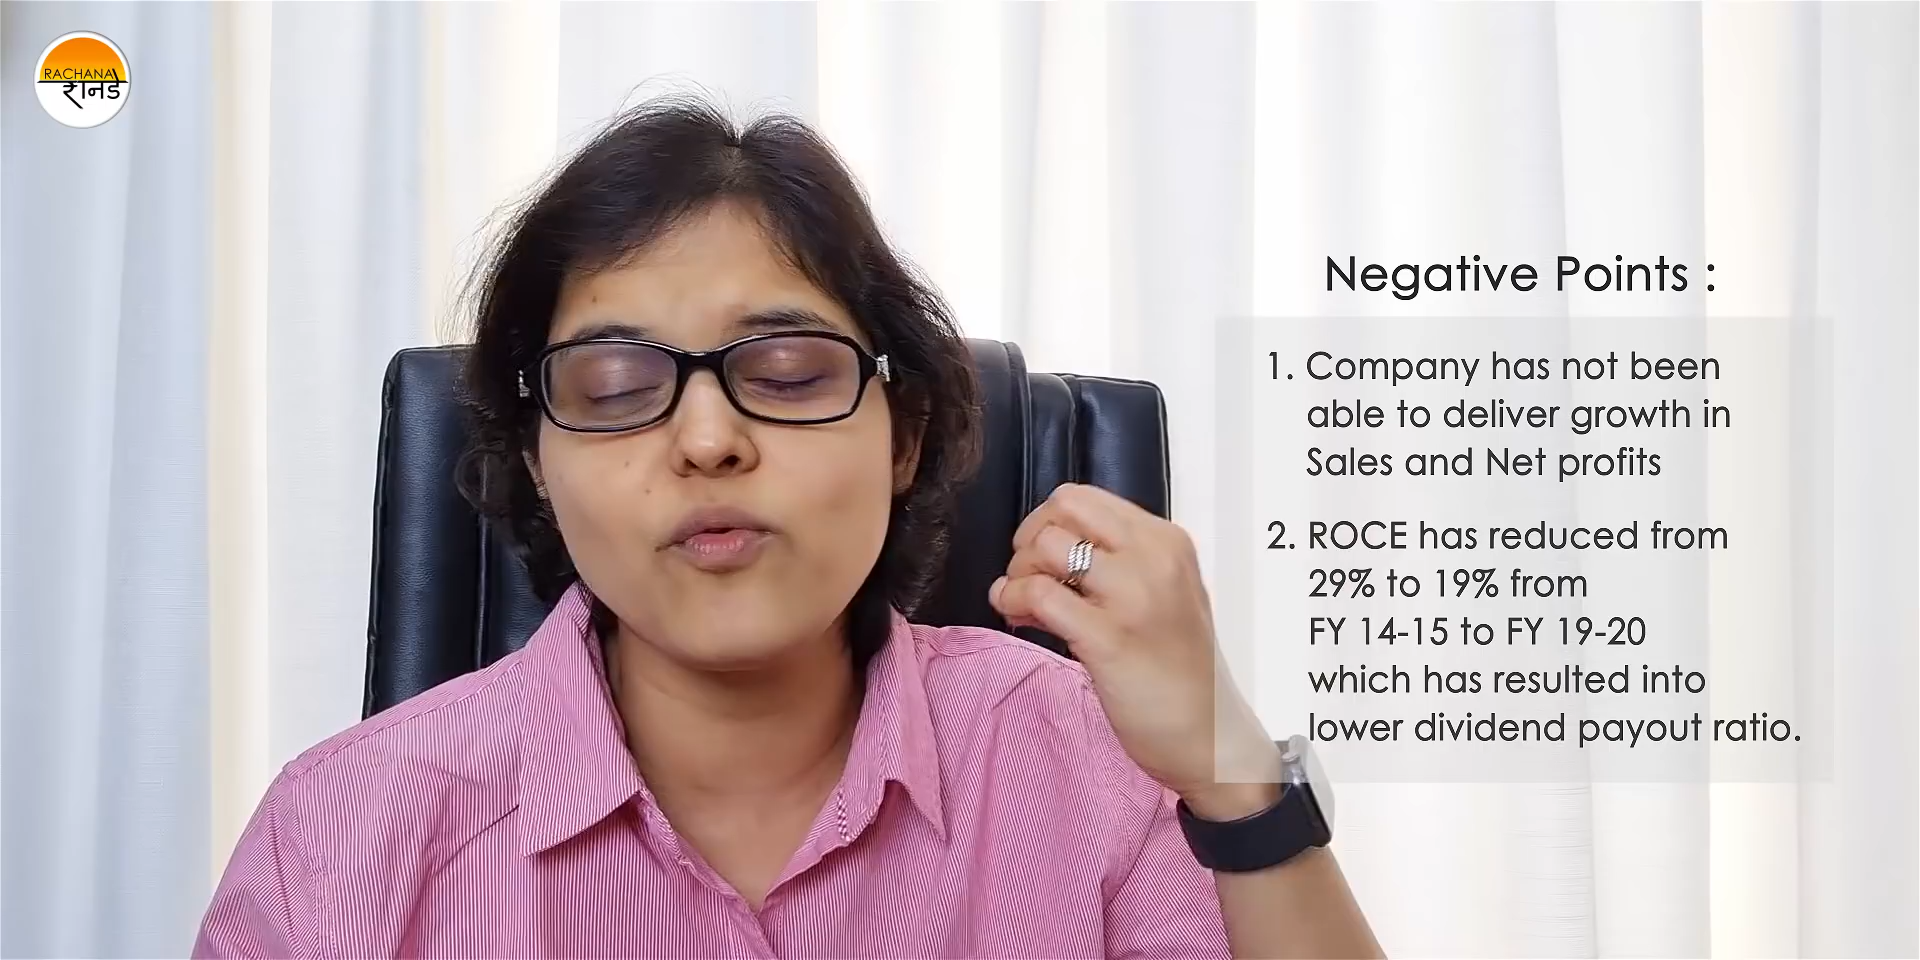 RACHANA
रानडे
Negative Points :
1. Company has not been
able to deliver growth in
Sales and Net profits
2. ROCE has reduced from
29% to 19% from
FY 14-15 to FY 19-20
which has resulted into
lower dividend payout ratio.